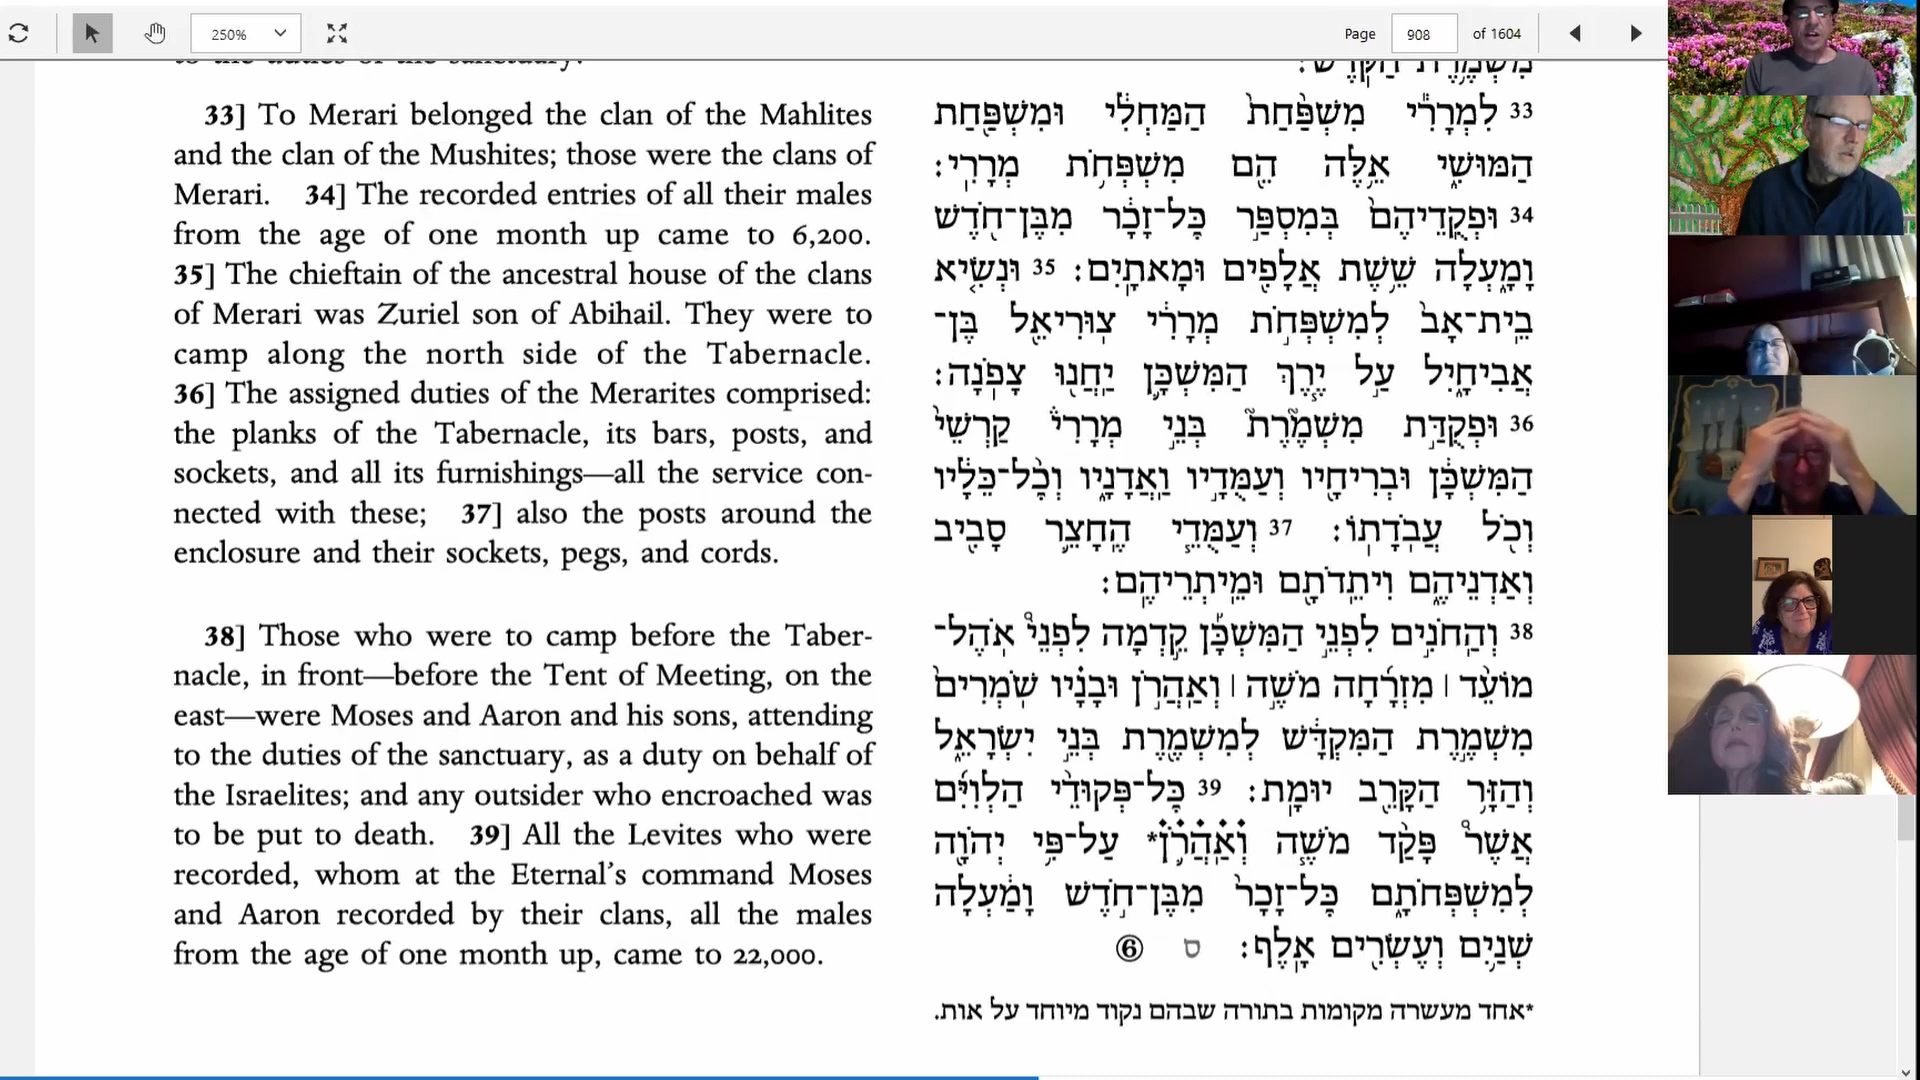 250%
Page 908 of 1604
to the duties of the sanctuary.
33] To Merari belonged the clan of the Mahlites
and the clan of the Mushites; those were the clans of
Merari. 34] The recorded entries of all their males
from the age of one month up came to 6,200.
35] The chieftain of the ancestral house of the clans
of Merari was Zuriel son of Abihail. They were to
camp along the north side of the Tabernacle.
36] The assigned duties of the Merarites comprised:
the planks of the Tabernacle, its bars, posts, and
sockets, and all its furnishings—all the service con-
nected with these; 37] also the posts around the
enclosure and their sockets, pegs, and cords.
38] Those who were to camp before the Taber-
nacle, in front—before the Tent of Meeting, on the
east—were Moses and Aaron and his sons, attending
to the duties of the sanctuary, as a duty on behalf of
the Israelites; and any outsider who encroached was
to be put to death. 39] All the Levites who were
recorded, whom at the Eternal's command Moses
and Aaron recorded by their clans, all the males
from the age of one month up, came to 22,000.
מִשְׁמֶ֥רֶת הַקֹּֽדֶשׁ׃
33 לִמְרָרִ֕י מִשְׁפַּ֙חַת֙ הַמַּחְלִ֔י וּמִשְׁפַּ֖חַת
הַמּוּשִׁ֑י אֵ֥לֶּה הֵ֖ם מִשְׁפְּחֹ֥ת מְרָרִֽי׃
34 וּפְקֻדֵיהֶם֙ בְּמִסְפַּ֣ר כׇּל־זָכָ֔ר מִבֶּן־חֹ֖דֶשׁ
וָמָ֑עְלָה שֵׁ֥שֶׁת אֲלָפִ֖ים וּמָאתָֽיִם׃ 35 וּנְשִׂ֤יא
בֵֽית־אָב֙ לְמִשְׁפְּחֹ֣ת מְרָרִ֔י צוּרִיאֵ֖ל בֶּן־
אֲבִיחָ֑יִל עַ֣ל יֶ֧רֶךְ הַמִּשְׁכָּ֛ן יַחֲנ֖וּ צָפֹֽנָה׃
36 וּפְקֻדַּ֣ת מִשְׁמֶ֘רֶת֮ בְּנֵ֣י מְרָרִי֒ קַרְשֵׁי֙
הַמִּשְׁכָּ֔ן וּבְרִיחָ֖יו וְעַמֻּדָ֣יו וַאֲדָנָ֑יו וְכׇ֨ל־כֵּלָ֔יו
וְכֹ֖ל עֲבֹדָתֽוֹ׃ 37 וְעַמֻּדֵ֧י הֶחָצֵ֛ר סָבִ֖יב
וְאַדְנֵיהֶ֑ם וִיתֵדֹתָ֖ם וּמֵֽיתְרֵיהֶֽם׃
38 וְהַחֹנִ֣ים לִפְנֵ֣י הַמִּשְׁכָּ֡ן קֵ֣דְמָה לִפְנֵי֩ אֹֽהֶל־
מוֹעֵ֨ד ׀ מִזְרָ֜חָה מֹשֶׁ֣ה ׀ וְאַהֲרֹ֣ן וּבָנָ֗יו שֹֽׁמְרִים֙
מִשְׁמֶ֣רֶת הַמִּקְדָּ֔שׁ לְמִשְׁמֶ֖רֶת בְּנֵ֣י יִשְׂרָאֵ֑ל
וְהַזָּ֥ר הַקָּרֵ֖ב יוּמָֽת׃ 39 כׇּל־פְּקוּדֵ֨י הַלְוִיִּ֜ם
אֲשֶׁר֩ פָּקַ֨ד מֹשֶׁ֧ה וְׄאַׄהֲׄרֹ֛ׄןׄ* עַל־פִּ֥י יְהֹוָ֖ה
לְמִשְׁפְּחֹתָ֑ם כׇּל־זָכָר֙ מִבֶּן־חֹ֣דֶשׁ וָמַ֔עְלָה
שְׁנַ֥יִם וְעֶשְׂרִ֖ים אָֽלֶף׃ ס ⑥
*אחד מעשרה מקומות בתורה שבהם נקוד מיוחד על אות.